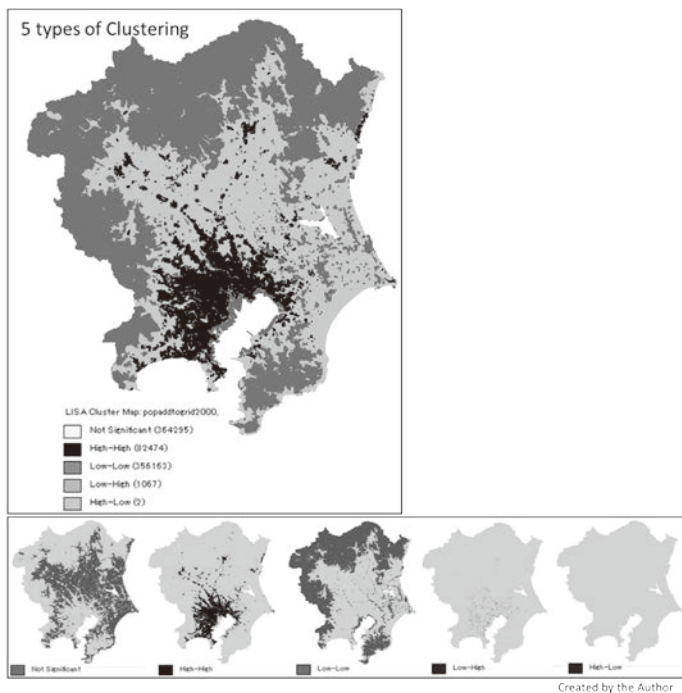 5 types of Clustering
LISA Cluster Map: popaddtogrid2000,
Not Significant (364295)
High-High (82474)
Low-Low (356163)
Low-High (1067)
High-Low (2)
Not Significant
High-High
Low-Low
Low-High
High-Low
Created by the Author